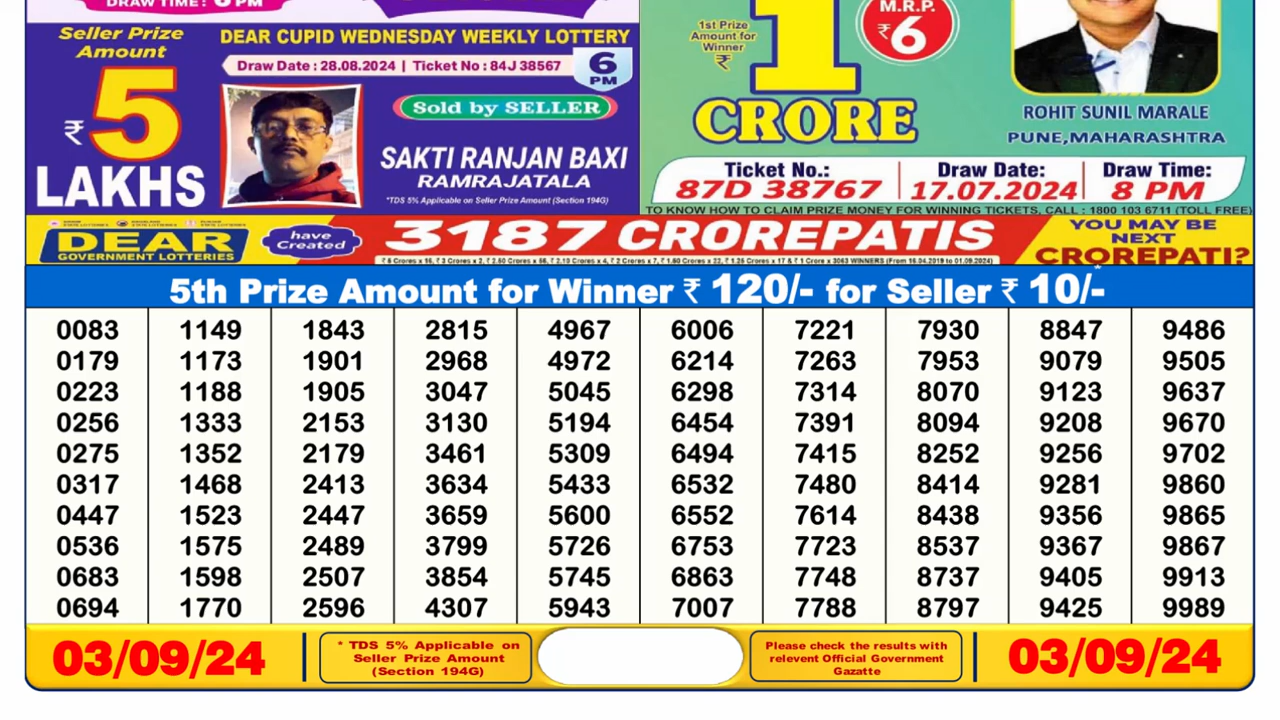 DRAW TIME: 6 PM
Seller Prize
Amount
₹5
LAKHS
DEAR CUPID WEDNESDAY WEEKLY LOTTERY
Draw Date : 28.08.2024 | Ticket No : 84J 38567
6
PM
Sold by SELLER
SAKTI RANJAN BAXI
RAMRAJATALA
*TDS 5% Applicable on Seller Prize Amount (Section 194G)
1st Prize
Amount for
Winner
₹
1
CRORE
M.R.P.
₹6
ROHIT SUNIL MARALE
PUNE,MAHARASHTRA
Ticket No.: Draw Date: Draw Time:
87D 38767 17.07.2024 8 PM
TO KNOW HOW TO CLAIM PRIZE MONEY FOR WINNING TICKETS, CALL : 1800 103 6711 (TOLL FREE)
DEAR
GOVERNMENT LOTTERIES
have
Created
3187 CROREPATIS
YOU MAY BE
NEXT
CROREPATI?
5th Prize Amount for Winner ₹ 120/- for Seller ₹ 10/-*
0083 1149 1843 2815 4967 6006 7221 7930 8847 9486
0179 1173 1901 2968 4972 6214 7263 7953 9079 9505
0223 1188 1905 3047 5045 6298 7314 8070 9123 9637
0256 1333 2153 3130 5194 6454 7391 8094 9208 9670
0275 1352 2179 3461 5309 6494 7415 8252 9256 9702
0317 1468 2413 3634 5433 6532 7480 8414 9281 9860
0447 1523 2447 3659 5600 6552 7614 8438 9356 9865
0536 1575 2489 3799 5726 6753 7723 8537 9367 9867
0683 1598 2507 3854 5745 6863 7748 8737 9405 9913
0694 1770 2596 4307 5943 7007 7788 8797 9425 9989
03/09/24
* TDS 5% Applicable on
Seller Prize Amount
(Section 194G)
Please check the results with
relevent Official Government
Gazatte
03/09/24